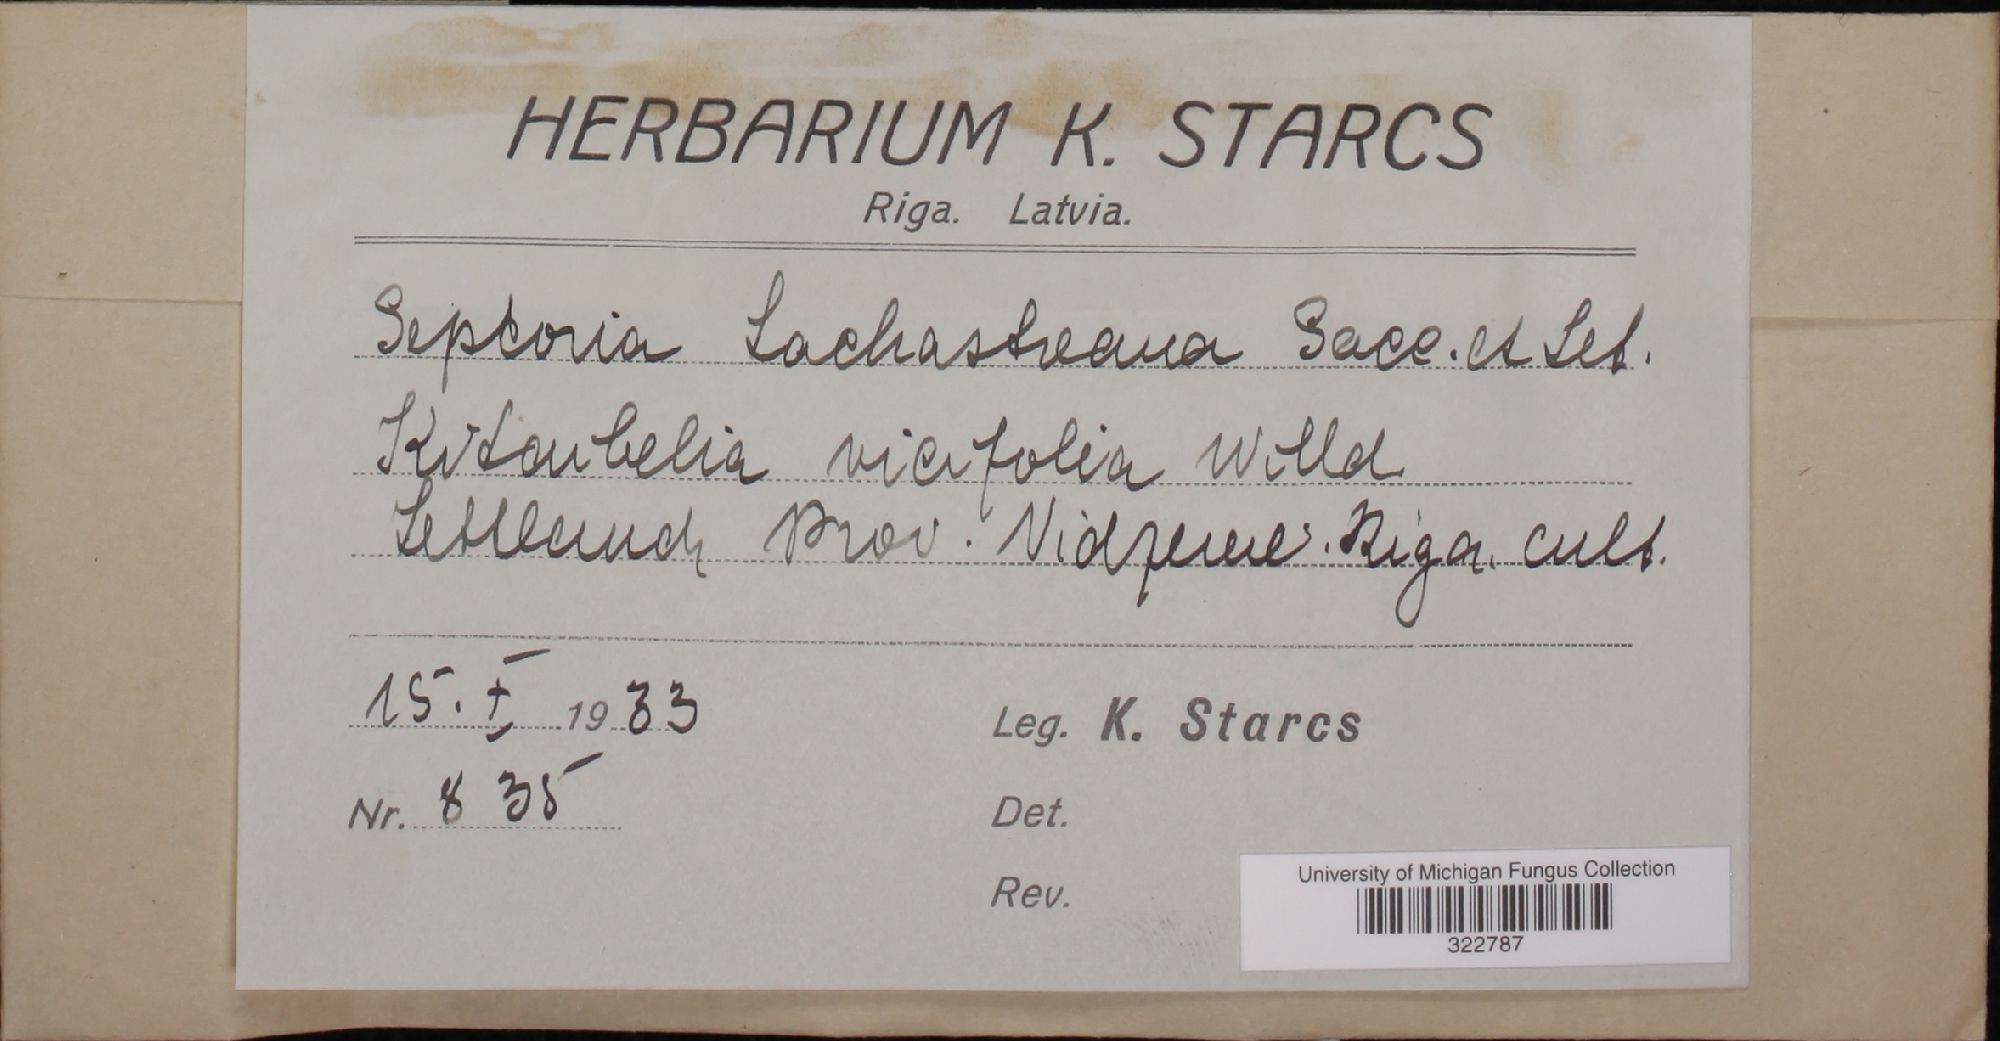 HERBARIUM K. STARCS
Riga. Latvia.
Septoria Lachastreana Sacc. et Let.
Kitaibelia vitifolia Willd
Lettland Prov. Vidzeme. Riga. cult.
15. X 1933
Leg. K. Starcs
Nr. 835
Det.
Rev.
University of Michigan Fungus Collection
322787